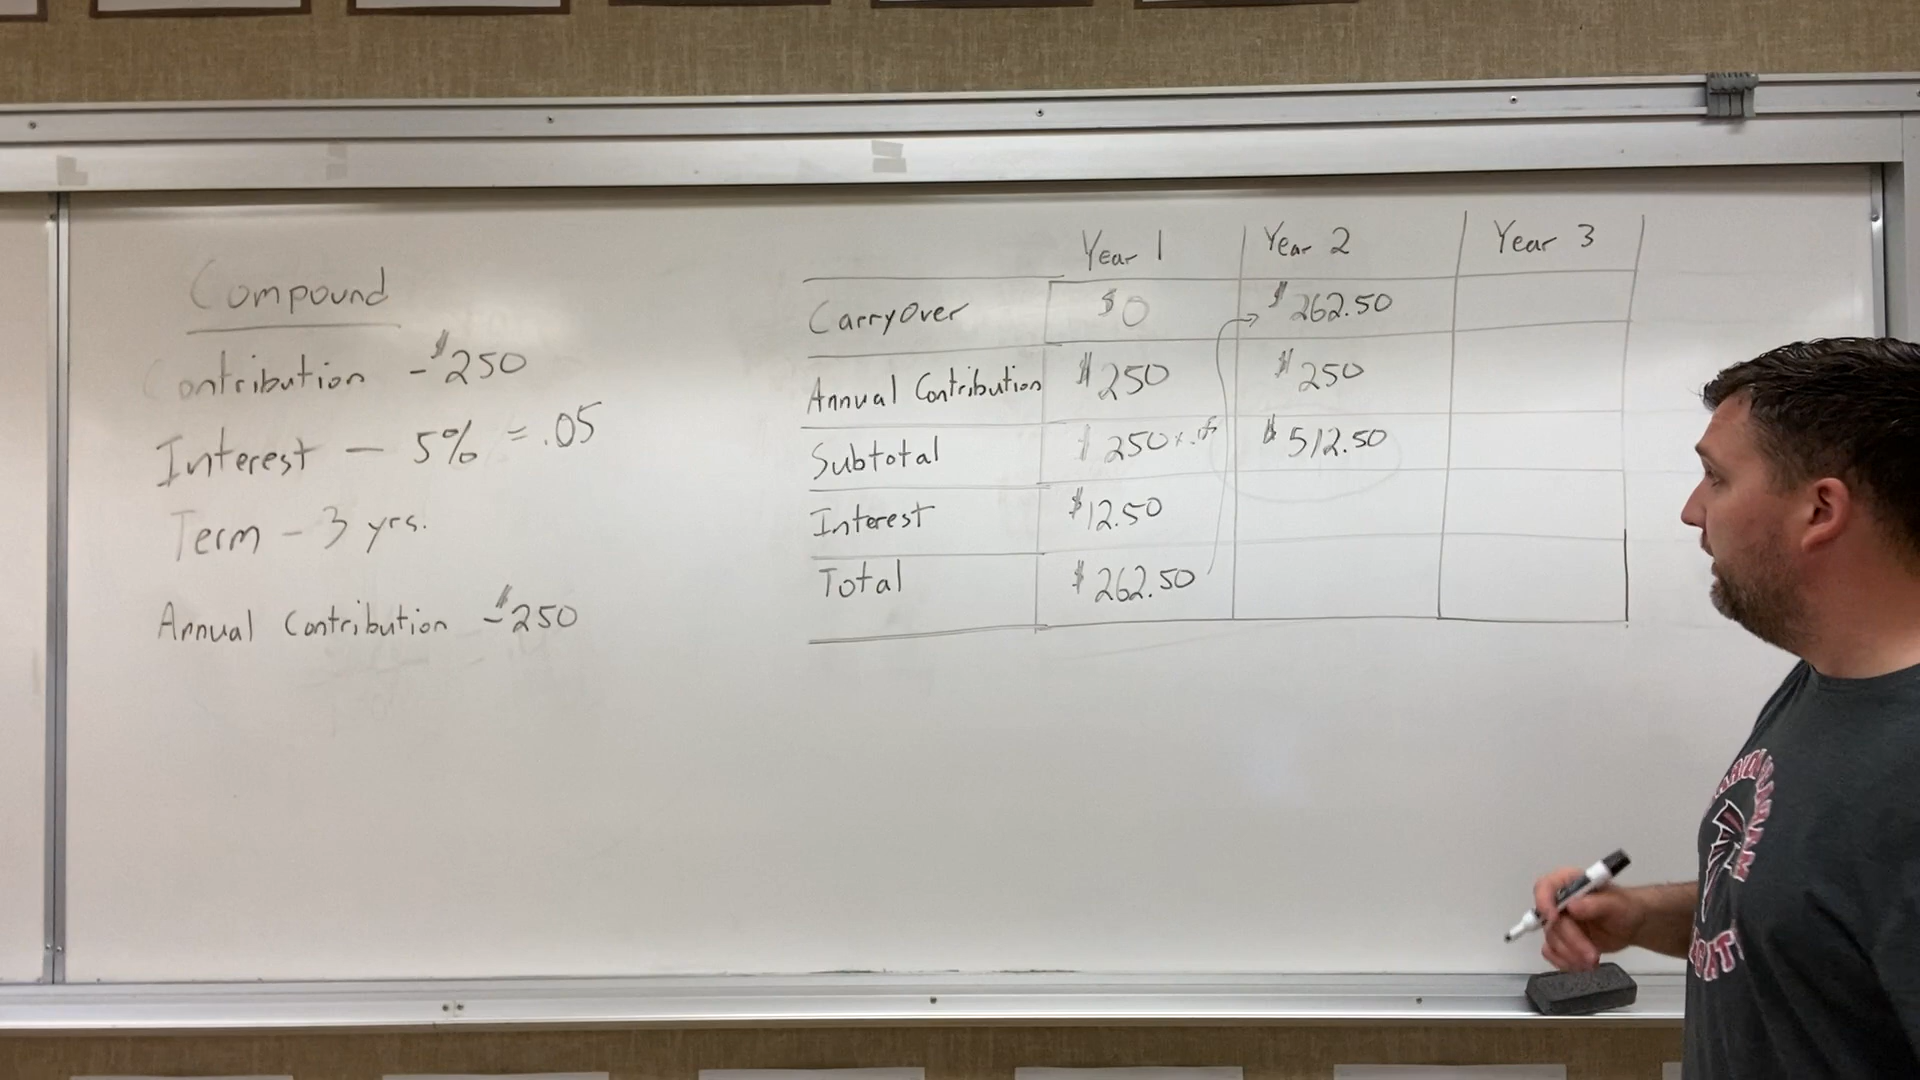 Compound
Contribution - $250
Interest - 5% = .05
Term - 3 yrs.
Annual Contribution - $250
Year 1 Year 2 Year 3
CarryOver $0 $262.50
Annual Contribution $250 $250
Subtotal $250 x .05 $512.50
Interest $12.50
Total $262.50